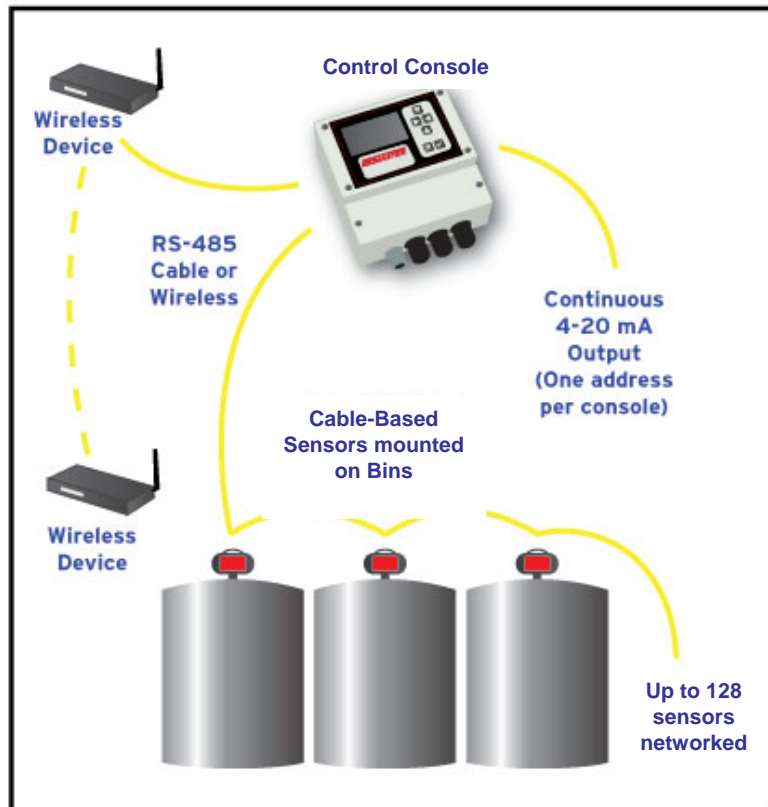 Control Console
Wireless
Device
RS-485
Cable or
Wireless
Continuous
4-20 mA
Output
(One address
per console)
Cable-Based
Sensors mounted
on Bins
Wireless
Device
Up to 128
sensors
networked